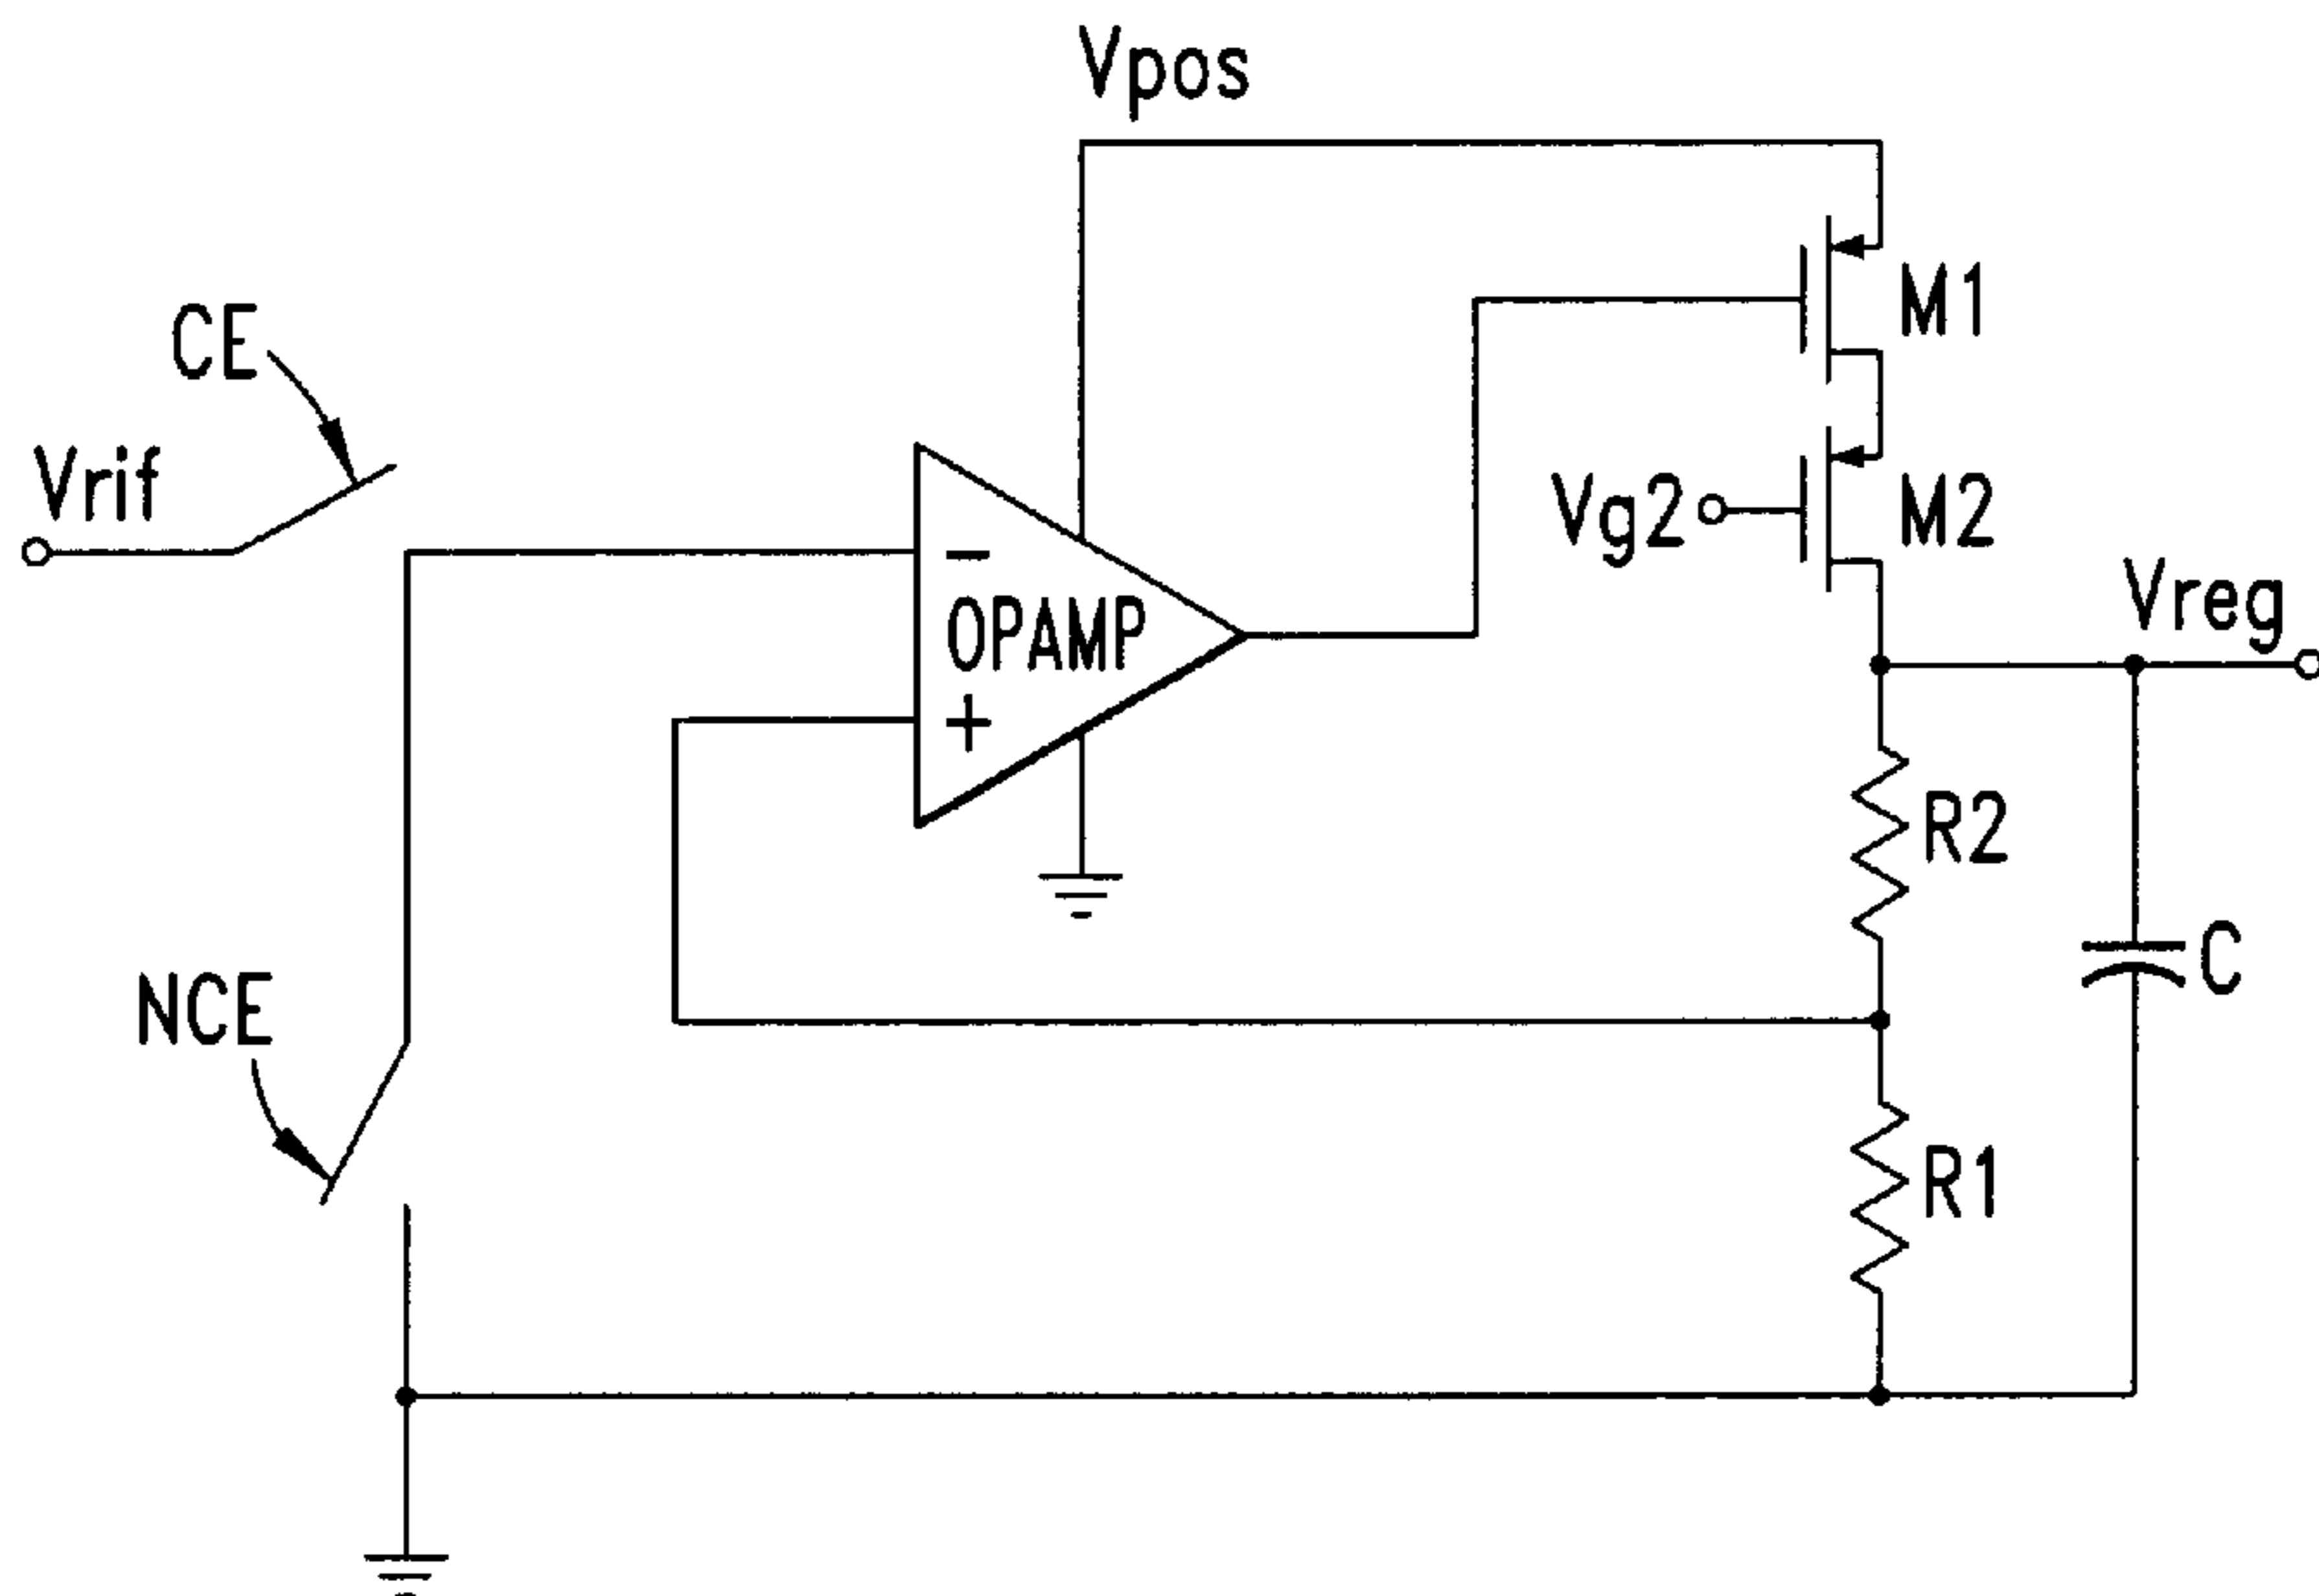 Vpos
CE
M1
Vrif
Vg2
M2
Vreg
-
OPAMP
+
R2
C
NCE
R1